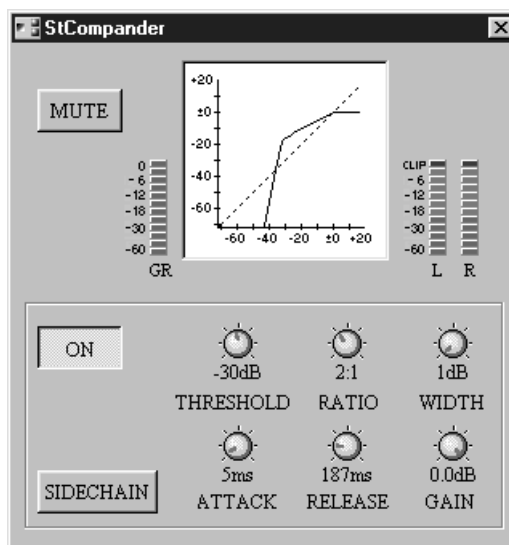 StCompander
MUTE
+20
±0
-20
-40
-60
-60 -40 -20 ±0 +20
0
-6
-12
-18
-30
-60
GR
CLIP
-6
-12
-18
-30
-60
L R
ON
-30dB 2:1 1dB
THRESHOLD RATIO WIDTH
5ms 187ms 0.0dB
SIDECHAIN ATTACK RELEASE GAIN